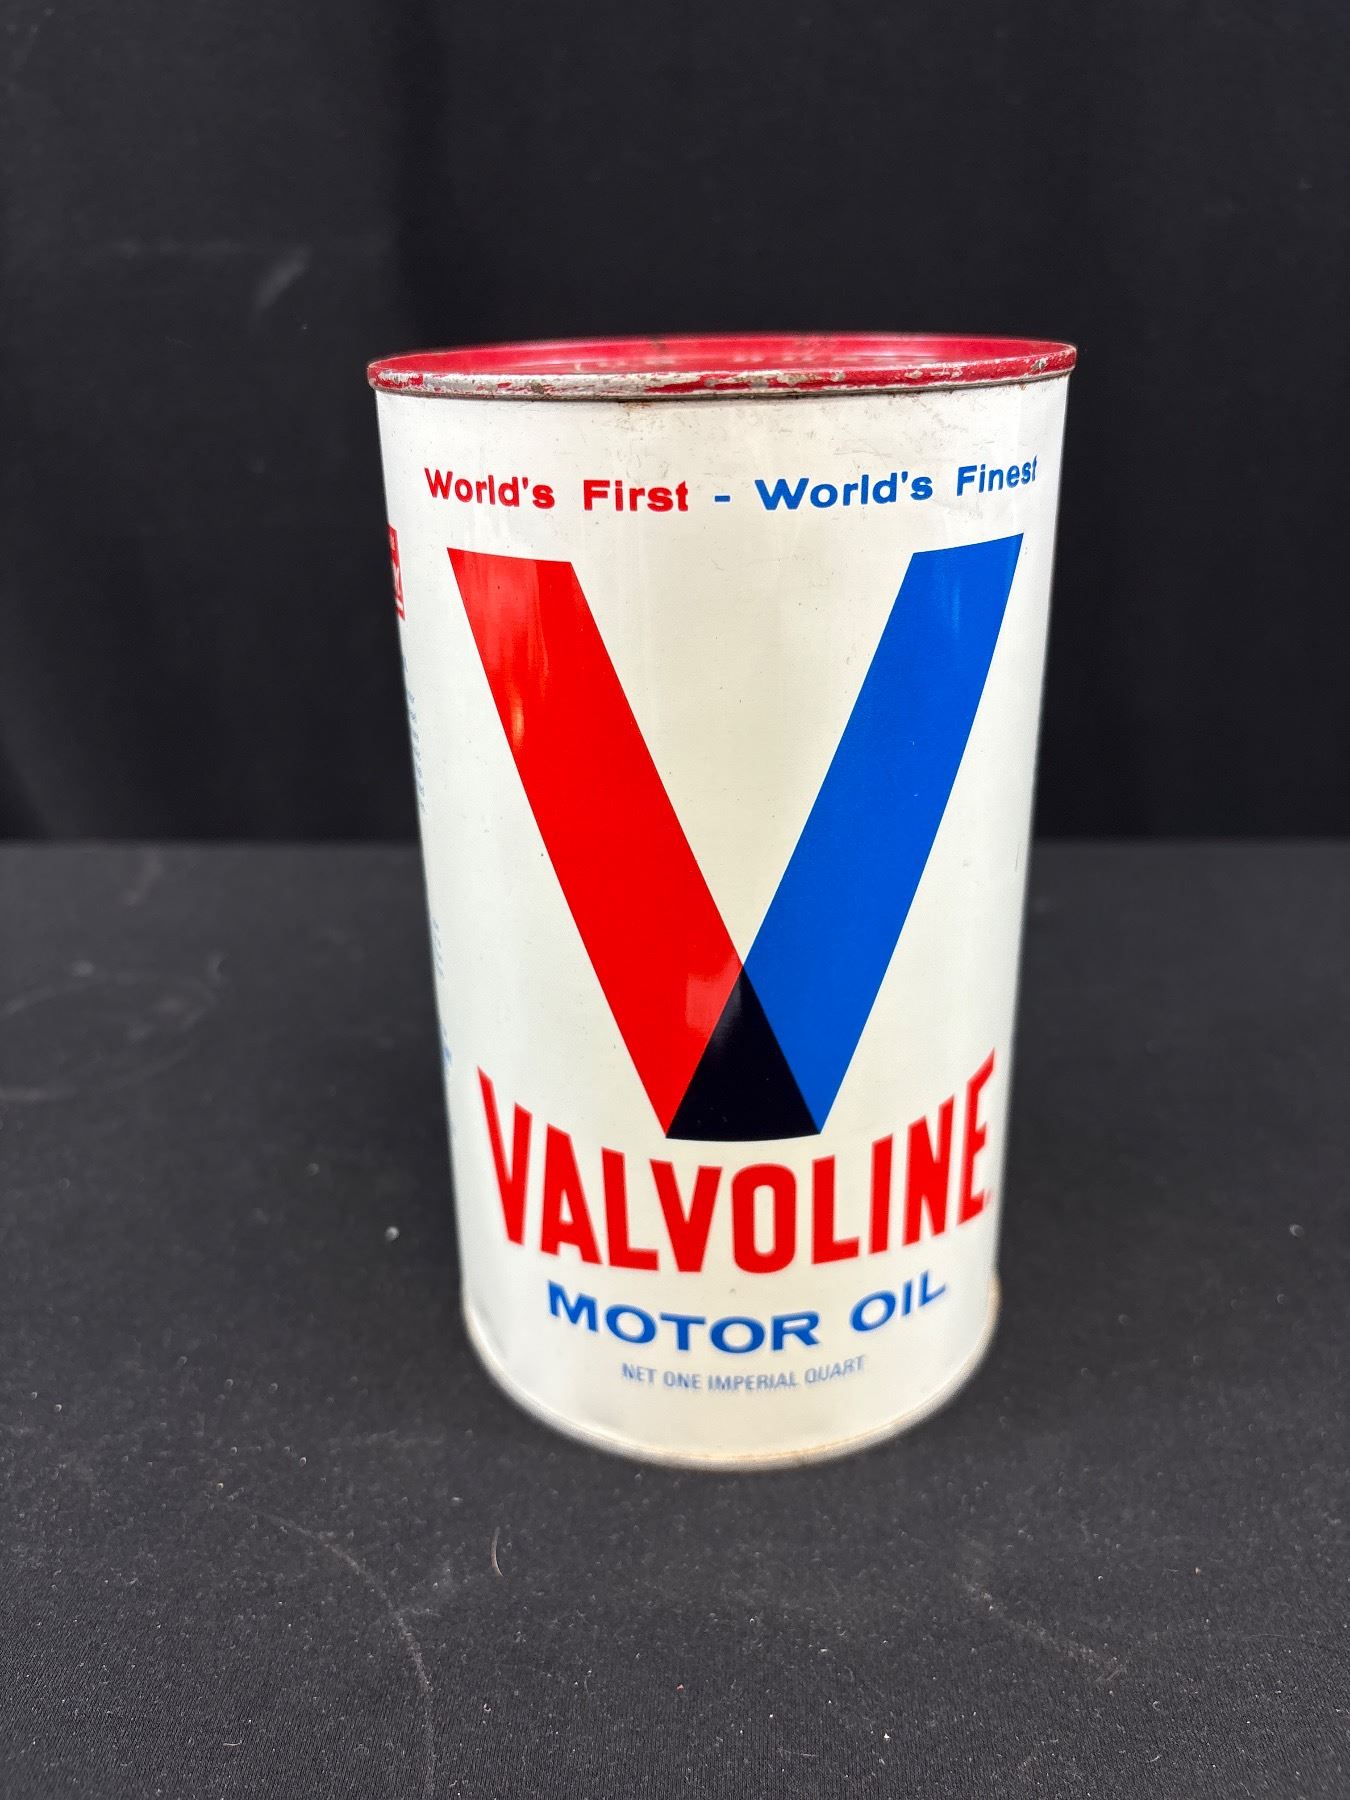 World's First - World's Finest
V
VALVOLINE
MOTOR OIL
NET ONE IMPERIAL QUART